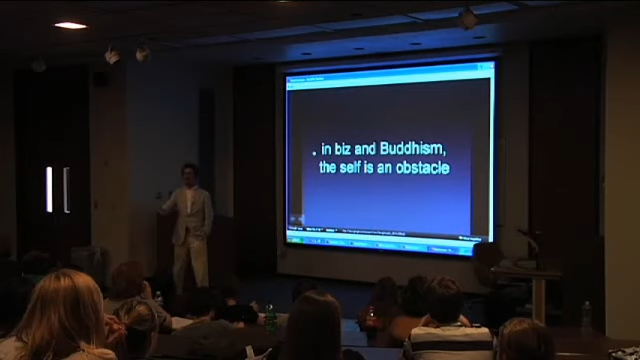 . in biz and Buddhism,
the self is an obstacle